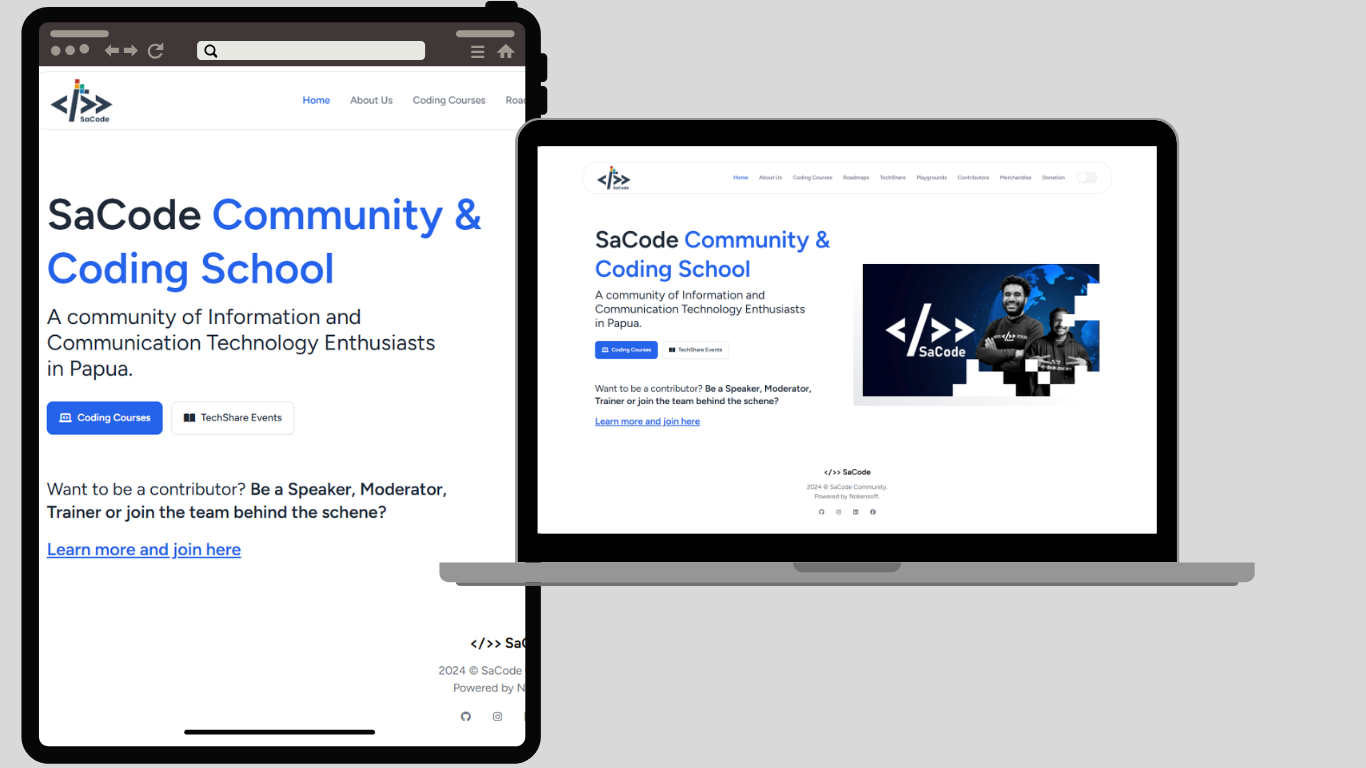 SaCode
Home About Us Coding Courses Roa
SaCode Community &
Coding School
A community of Information and
Communication Technology Enthusiasts
in Papua.
Coding Courses TechShare Events
Want to be a contributor? Be a Speaker, Moderator,
Trainer or join the team behind the schene?
Learn more and join here
</>> SaC
2024 © SaCode
Powered by N
SaCode
Home About Us Coding Courses Roadmaps TechShare Playgrounds Contributors Merchandise Donation
SaCode Community &
Coding School
A community of Information and
Communication Technology Enthusiasts
in Papua.
Coding Courses TechShare Events
Want to be a contributor? Be a Speaker, Moderator,
Trainer or join the team behind the schene?
Learn more and join here
</>>
SaCode
</>> SaCode
2024 © SaCode Community.
Powered by Nokensoft